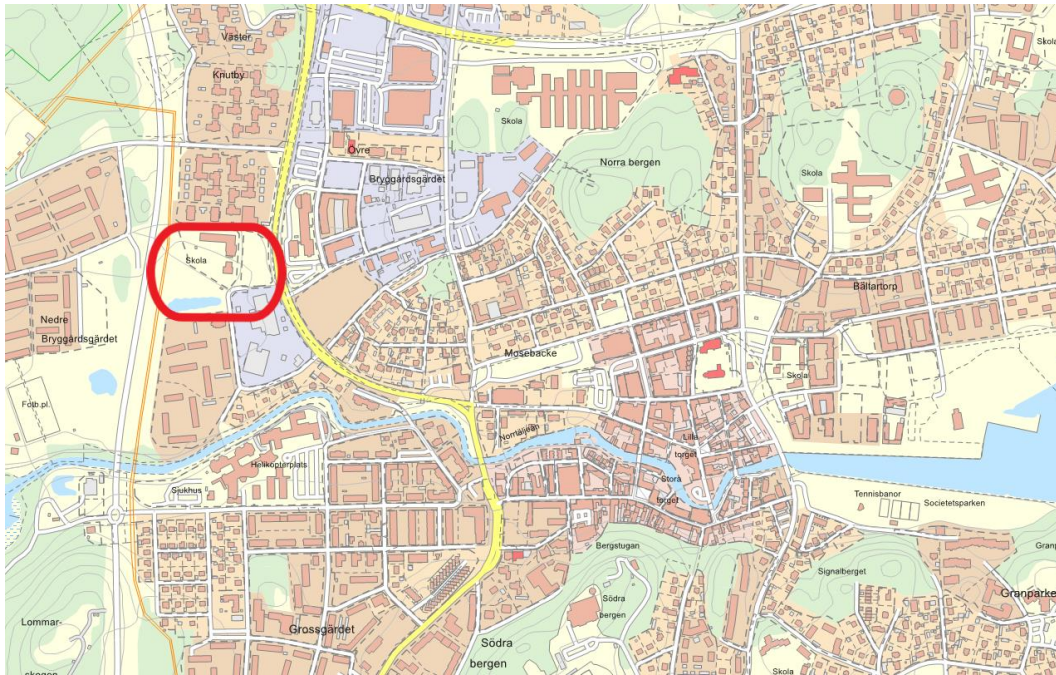 Väster
Knutby
Skola
Övre
Bryggårdsgärdet
Skola
Norra bergen
Skola
Skola
Nedre
Bryggårdsgärdet
Bältartorp
Mosebacke
Skola
Fotb.pl.
Norrtäljeån
Lilla
torget
Stora
torget
Helikopterplats
Sjukhus
Tennisbanor
Societetsparken
Bergstugan
Signalberget
Södra
bergen
Grossgärdet
Södra
bergen
Lommar-
skogen
Skola